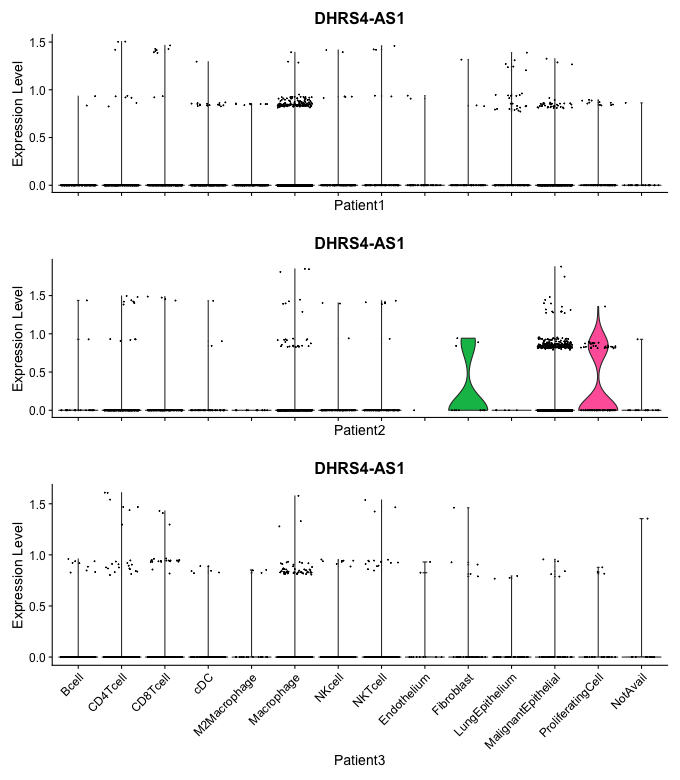 DHRS4-AS1
Expression Level
1.5
1.0
0.5
0.0
Patient1
DHRS4-AS1
Expression Level
1.5
1.0
0.5
0.0
Patient2
DHRS4-AS1
Expression Level
1.5
1.0
0.5
0.0
Bcell
CD4Tcell
CD8Tcell
cDC
M2Macrophage
Macrophage
NKcell
NKTcell
Endothelium
Fibroblast
LungEpithelium
MalignantEpithelial
ProliferatingCell
NotAvail
Patient3